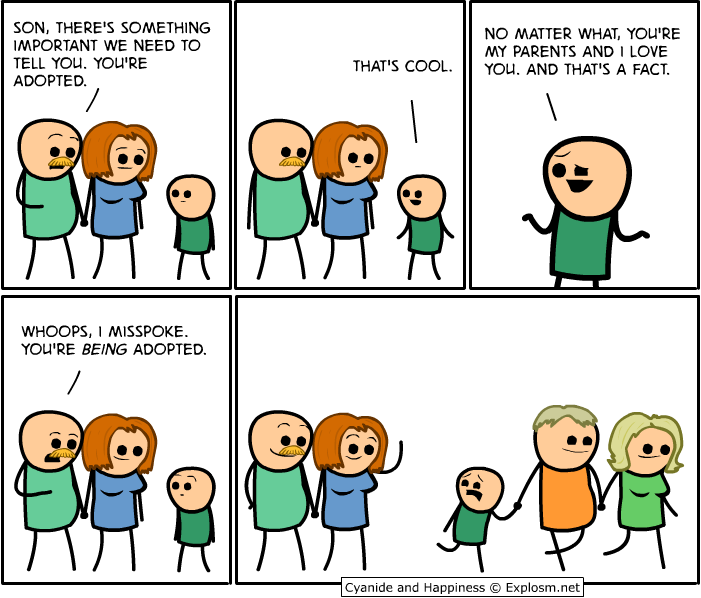 SON, THERE'S SOMETHING
IMPORTANT WE NEED TO
TELL YOU. YOU'RE
ADOPTED.
THAT'S COOL.
NO MATTER WHAT, YOU'RE
MY PARENTS AND I LOVE
YOU. AND THAT'S A FACT.
WHOOPS, I MISSPOKE.
YOU'RE BEING ADOPTED.
Cyanide and Happiness © Explosm.net